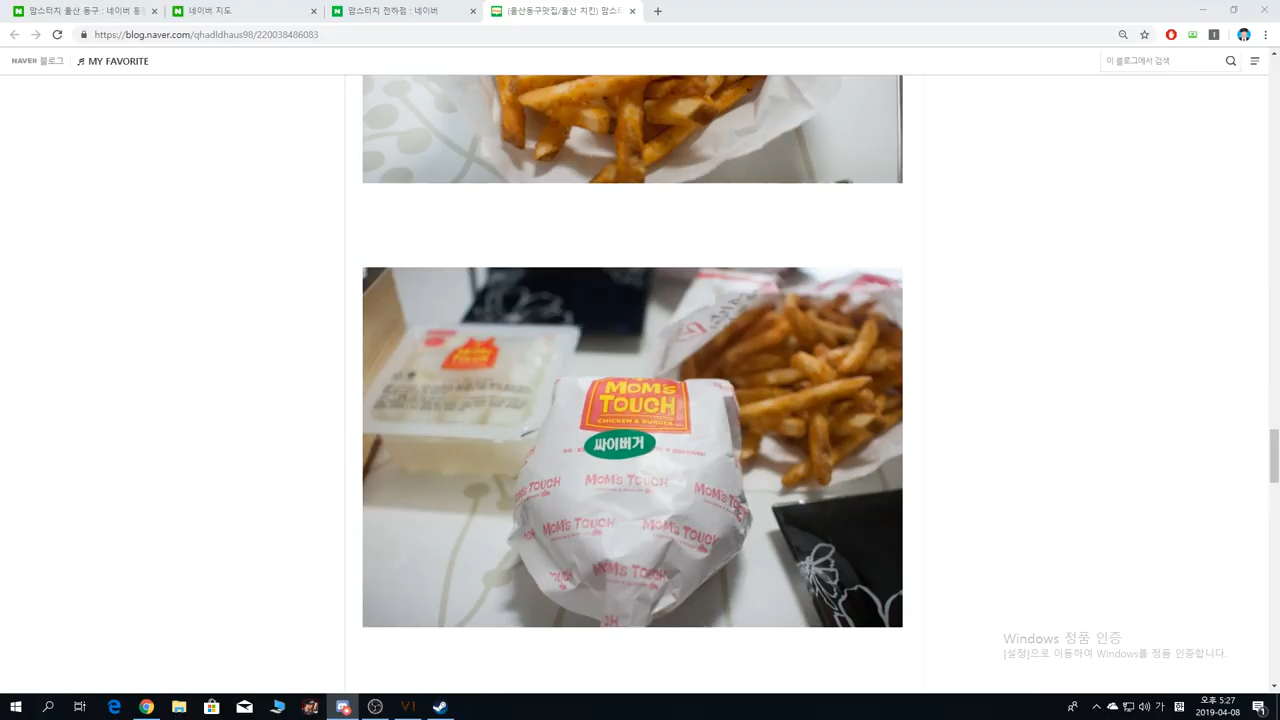 맘스터치 울산 동구 : 네이버 통
네이버 지도
맘스터치 전하점 : 네이버
(울산동구맛집/울산 치킨) 맘스
https://blog.naver.com/qhadldhaus98/220038486083
NAVER 블로그
MY FAVORITE
이 블로그에서 검색
MOM'S
TOUCH
CHICKEN & BURGER
싸이버거
MOM'S TOUCH
TOUCH
MOM'S
MOM'S TOUCH
MOM'S TOUCH
TOUCH
MOM'S TOUCH
Windows 정품 인증
[설정]으로 이동하여 Windows를 정품 인증합니다.
가
오후 5:27
2019-04-08